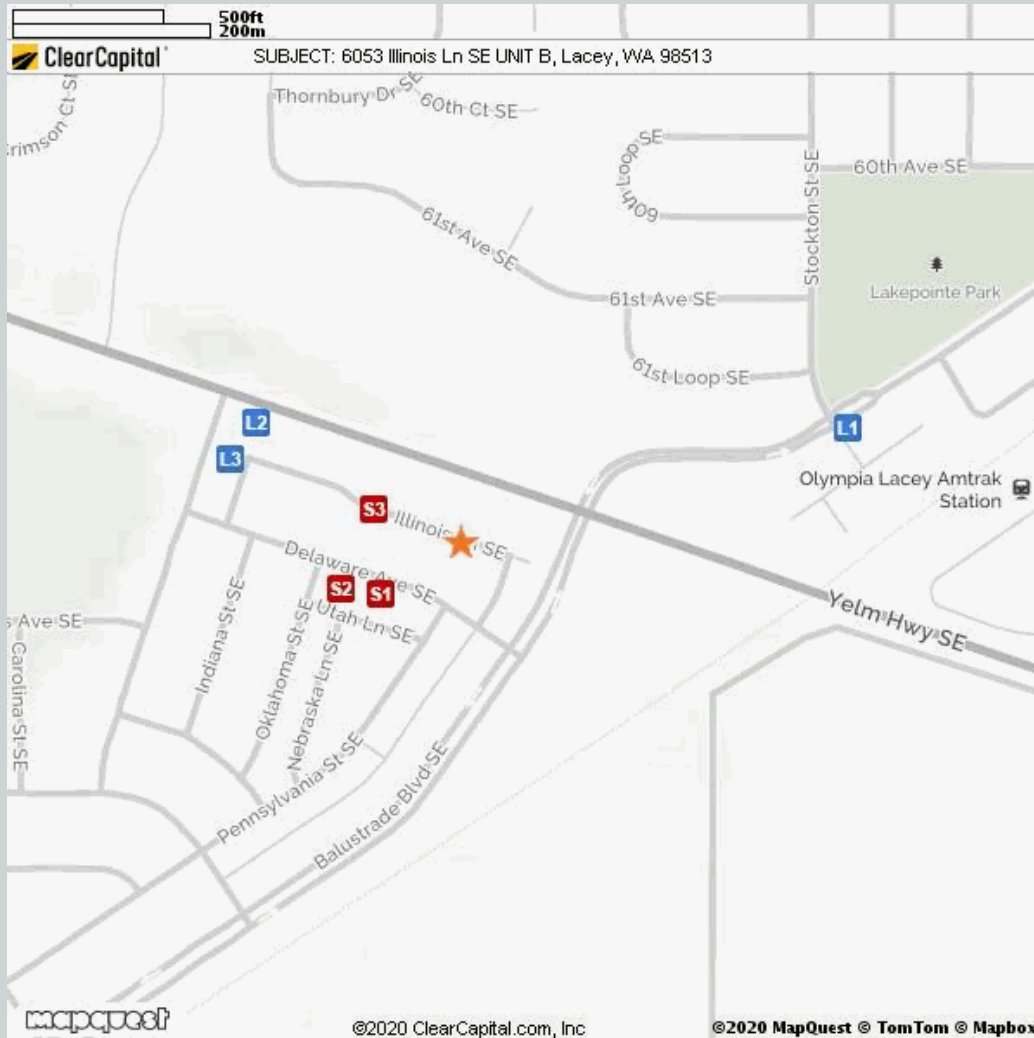 500ft
200m
ClearCapital
SUBJECT: 6053 Illinois Ln SE UNIT B, Lacey, WA 98513
Thornbury Dr SE
60th Ct SE
60th Loop SE
Stockton St SE
60th Ave SE
61st Ave SE
Lakepointe Park
61st Ave SE
61st Loop SE
L2
L1
L3
Olympia Lacey Amtrak
Station
S3
Illinois SE
Delaware Ave SE
S2
S1
Utah Ln SE
Yelm Hwy SE
Ave SE
Carolina St SE
Indiana St SE
Oklahoma St SE
Nebraska Ln SE
Pennsylvania St SE
Balustrade Blvd SE
mapquest
©2020 ClearCapital.com, Inc
©2020 MapQuest © TomTom © Mapbox